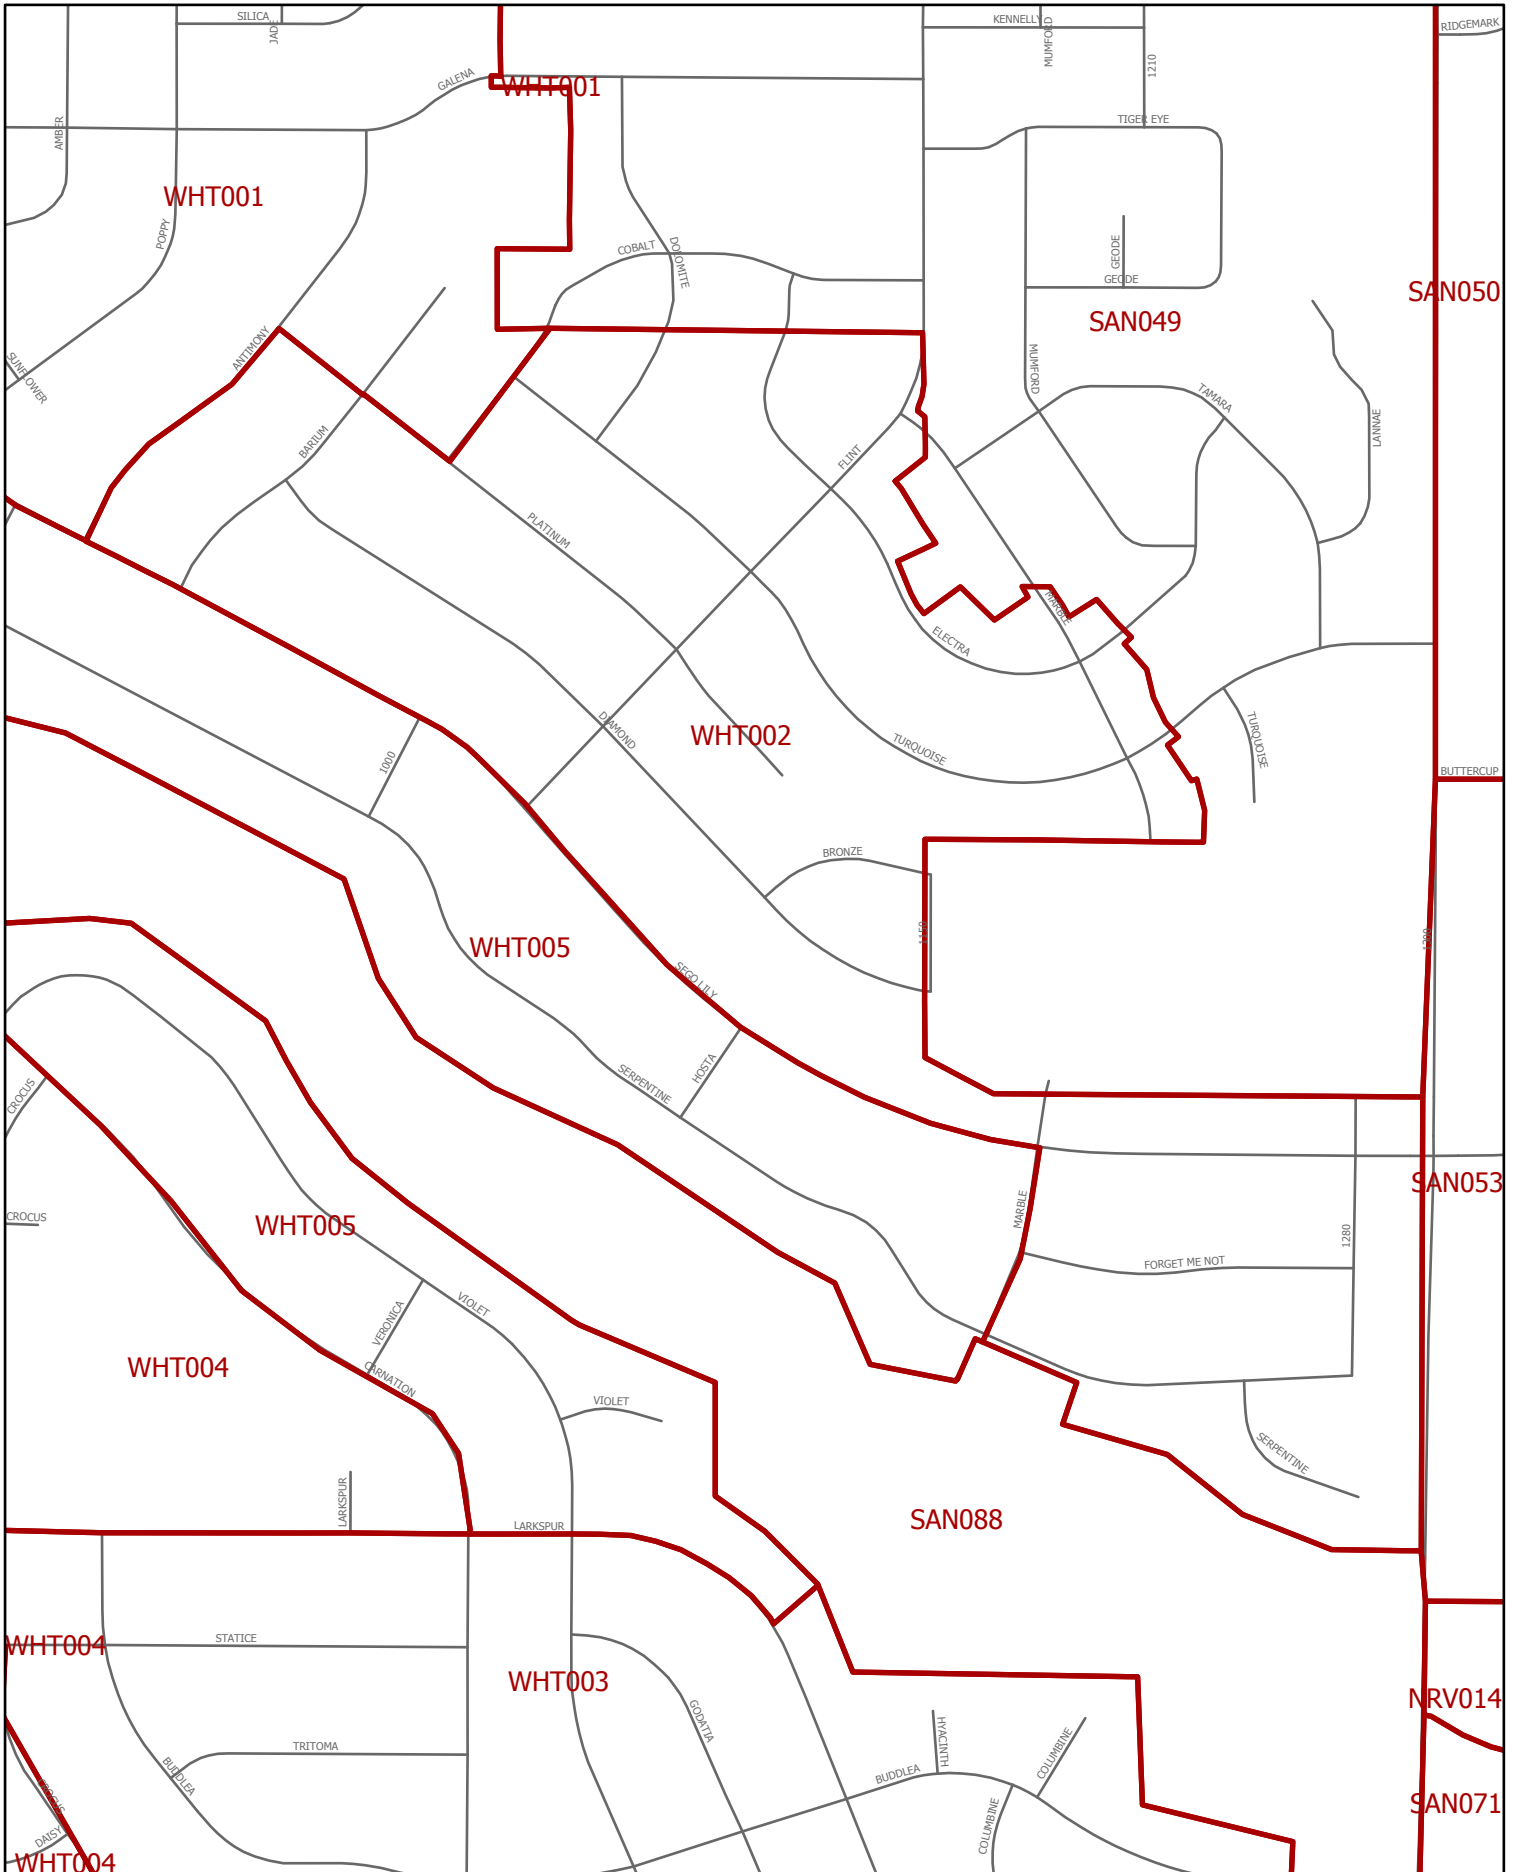 SILICA
JADE
KENNELLY
MUMFORD
RIDGEMARK
1210
GALENA
WHT001
AMBER
TIGER EYE
WHT001
POPPY
COBALT
DOLOMITE
GEODE
GEODE
SAN050
SAN049
SUNFLOWER
ANTIMONY
MUMFORD
TAMARA
LANNAE
BARIUM
FLINT
PLATINUM
MARBLE
ELECTRA
DIAMOND
WHT002
TURQUOISE
TURQUOISE
1000
BUTTERCUP
BRONZE
1150
1300
WHT005
SEGO LILY
HOSTA
SERPENTINE
CROCUS
SAN053
MARBLE
CROCUS
WHT005
1280
FORGET ME NOT
VERONICA
VIOLET
WHT004
CARNATION
VIOLET
SERPENTINE
LARKSPUR
LARKSPUR
SAN088
WHT004
STATICE
WHT003
NRV014
GODATIA
HYACINTH
COLUMBINE
TRITOMA
BUDDLEA
BUDDLEA
CROCUS
COLUMBINE
SAN071
DAISY
WHT004